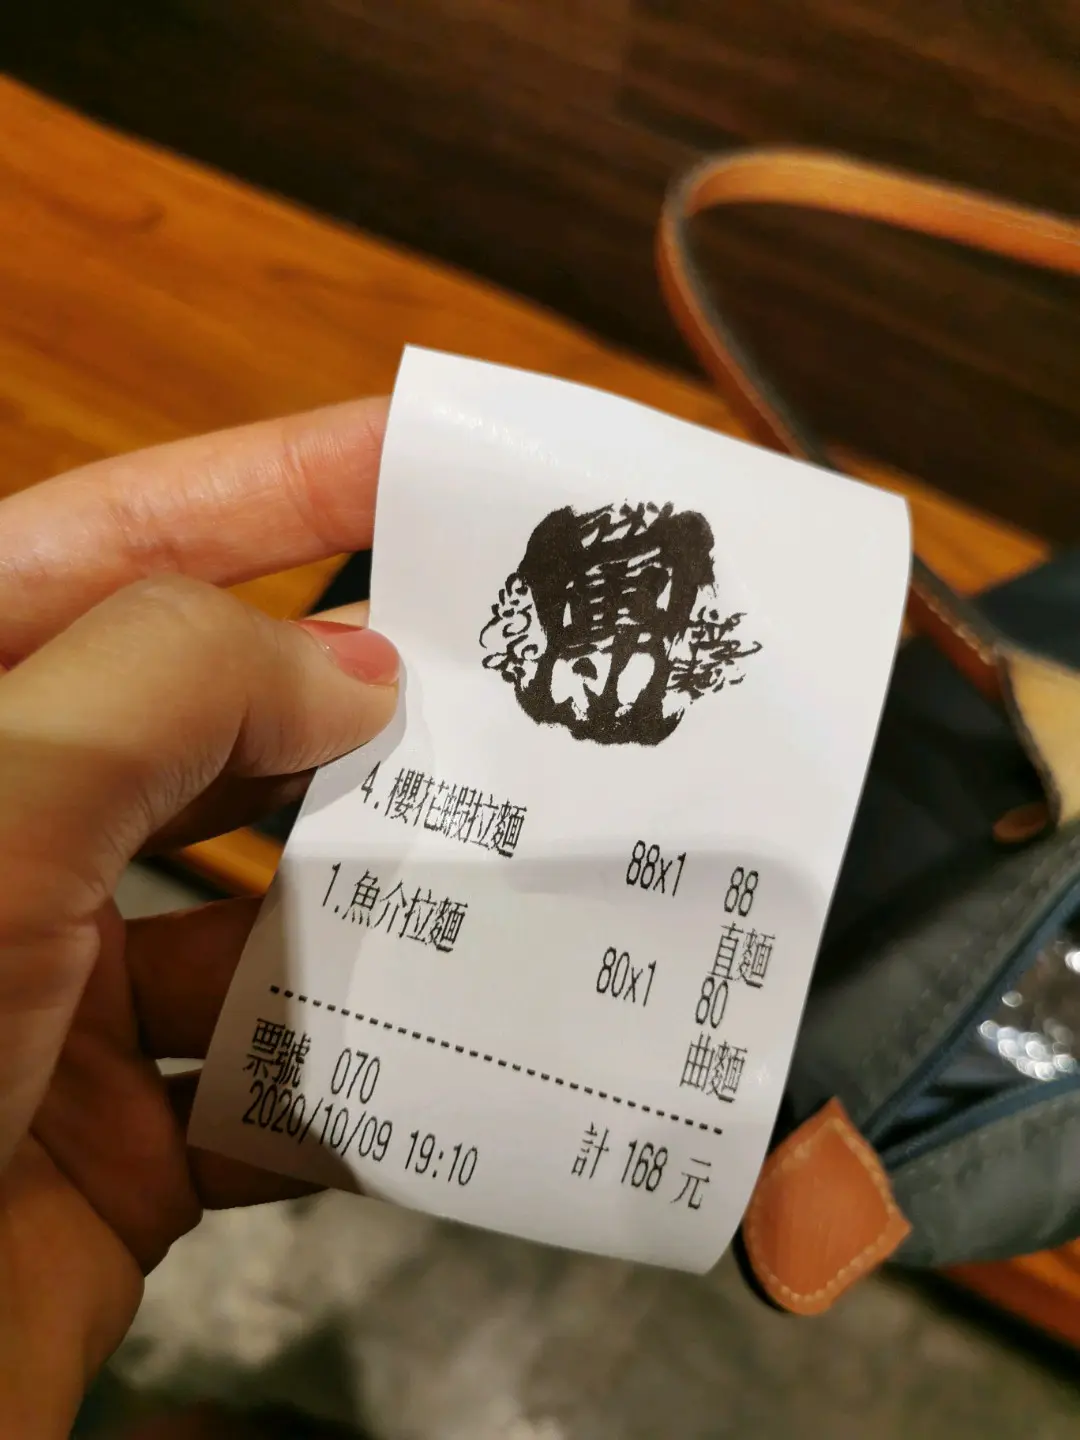 4.櫻花蝦拉麵
88x1 88
直麵
1.魚介拉麵
80x1 80
曲麵
票號 070
2020/10/09 19:10
計 168 元